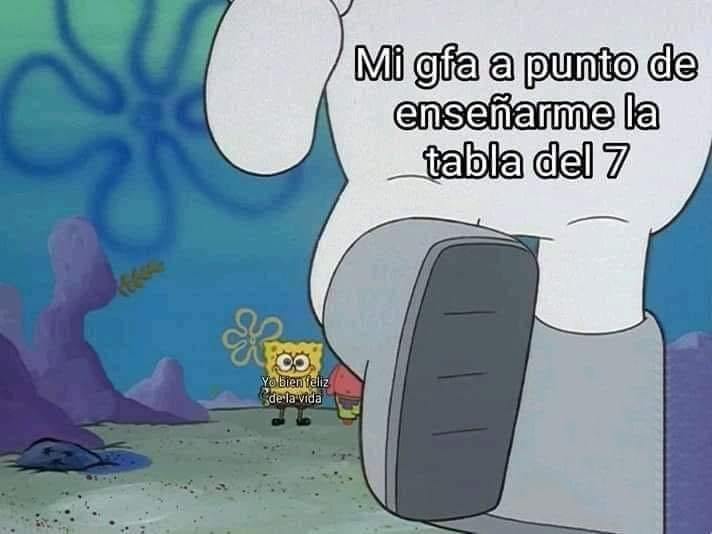 Mi gfa a punto de
enseñarme la
tabla del 7
Yo bien feliz
de la vida